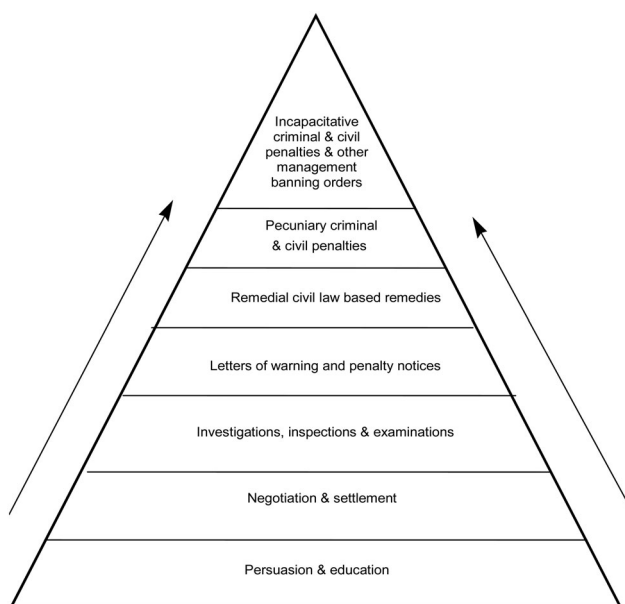 Incapacitative
criminal & civil
penalties & other
management
banning orders
Pecuniary criminal
& civil penalties
Remedial civil law based remedies
Letters of warning and penalty notices
Investigations, inspections & examinations
Negotiation & settlement
Persuasion & education